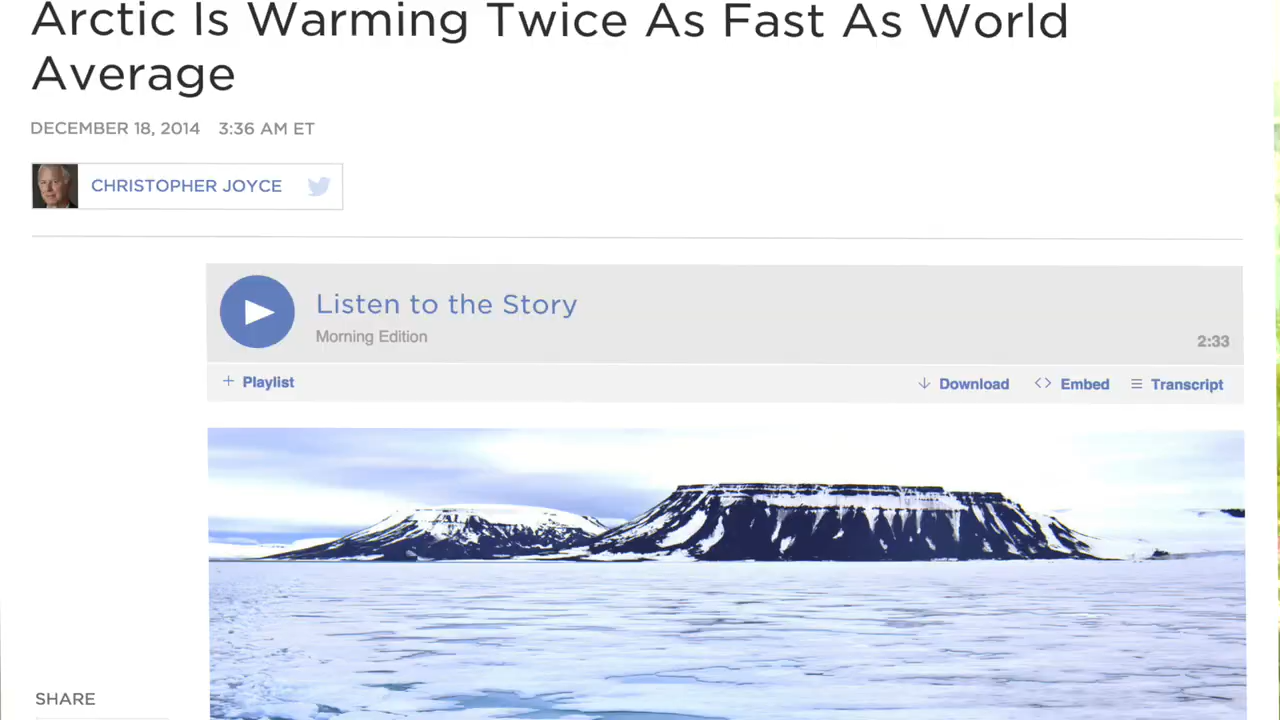 Arctic Is Warming Twice As Fast As World
Average
DECEMBER 18, 2014 3:36 AM ET
CHRISTOPHER JOYCE
Listen to the Story
Morning Edition
2:33
+ Playlist
Download Embed Transcript
SHARE